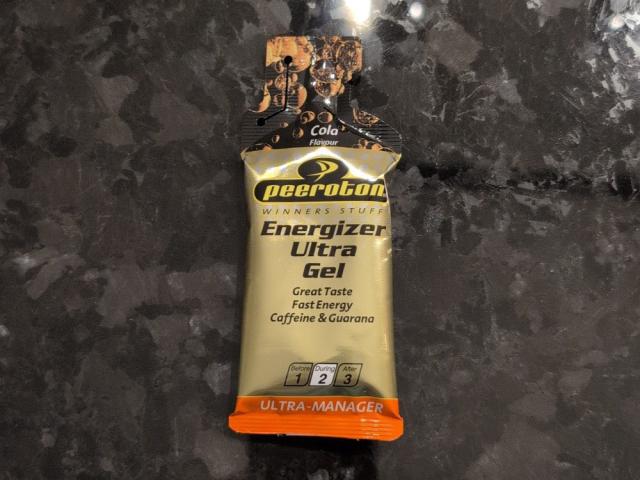 Cola
Flavour
peeroton
WINNERS STUFF
Energizer
Ultra
Gel
Great Taste
Fast Energy
Caffeine & Guarana
Before During After
1 2 3
ULTRA-MANAGER